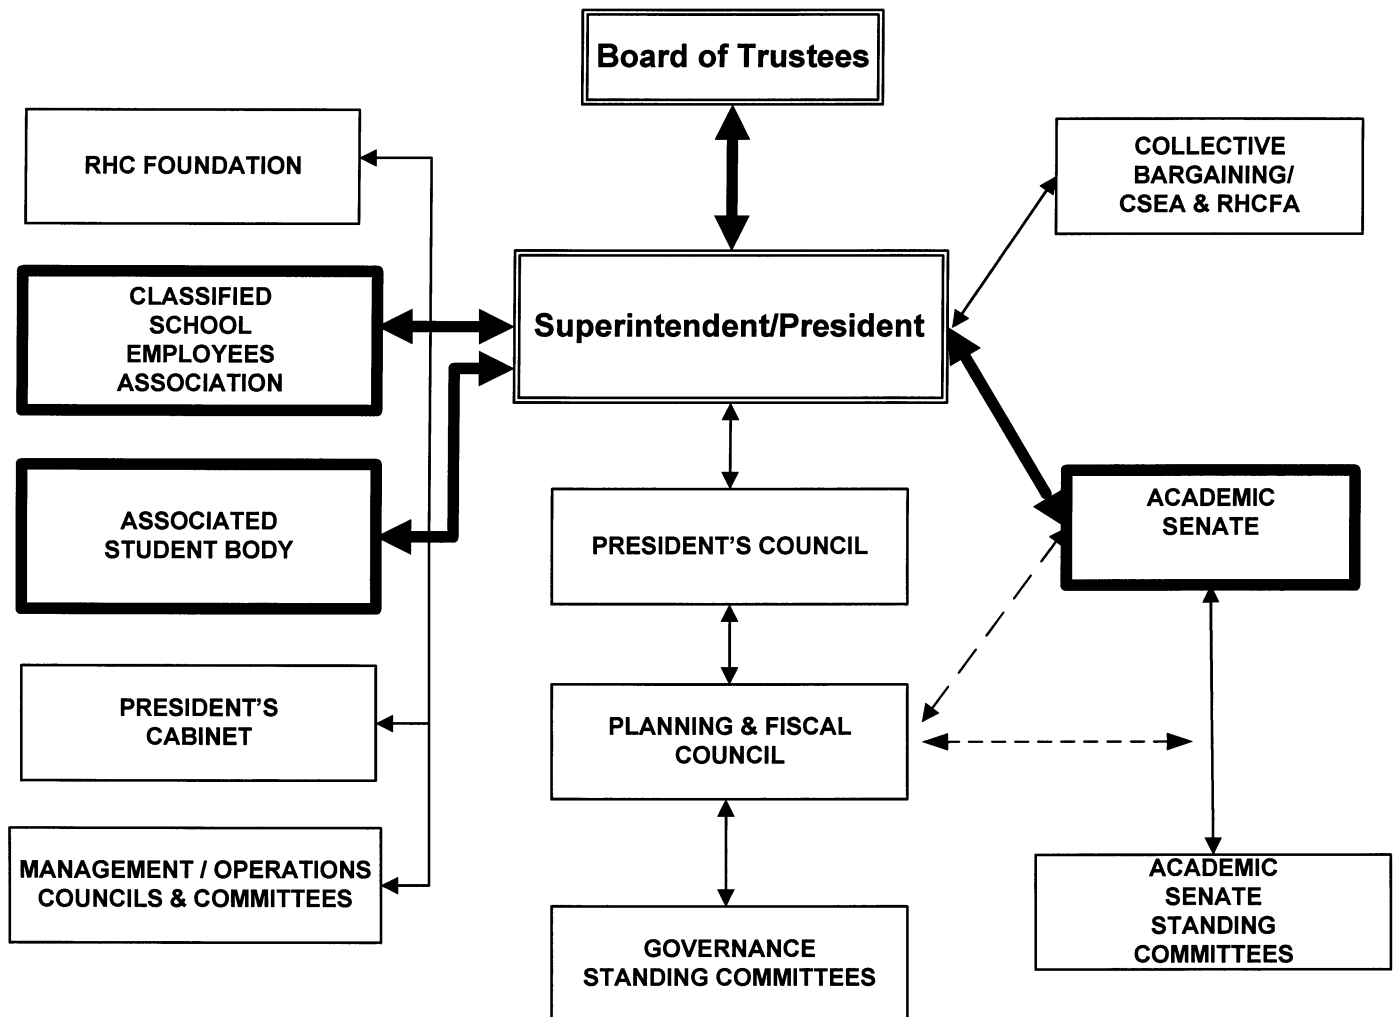 Board of Trustees
RHC FOUNDATION
COLLECTIVE
BARGAINING/
CSEA & RHCFA
CLASSIFIED
SCHOOL
EMPLOYEES
ASSOCIATION
Superintendent/President
ASSOCIATED
STUDENT BODY
PRESIDENT'S COUNCIL
ACADEMIC
SENATE
PRESIDENT'S
CABINET
PLANNING & FISCAL
COUNCIL
MANAGEMENT / OPERATIONS
COUNCILS & COMMITTEES
GOVERNANCE
STANDING COMMITTEES
ACADEMIC
SENATE
STANDING
COMMITTEES